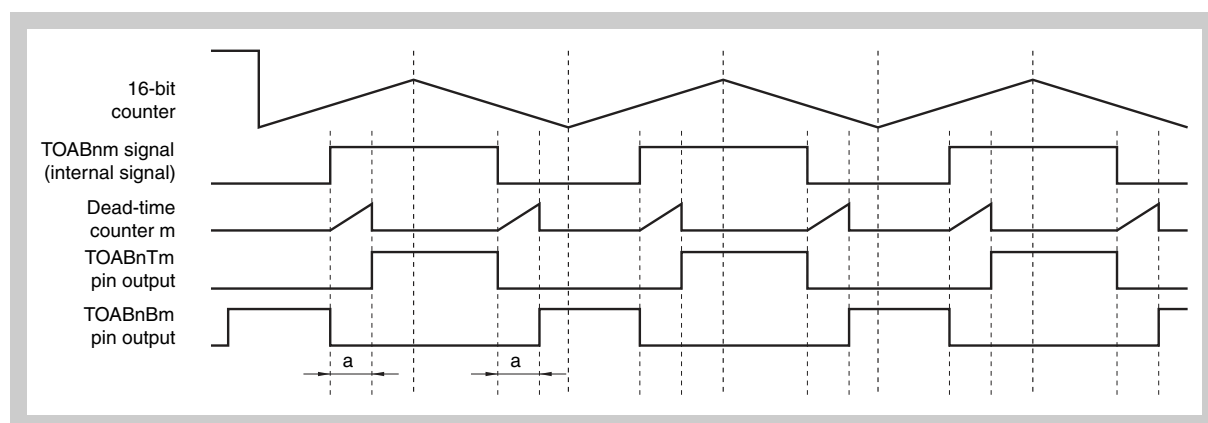 16-bit
counter
TOABnm signal
(internal signal)
Dead-time
counter m
TOABnTm
pin output
TOABnBm
pin output
a
a